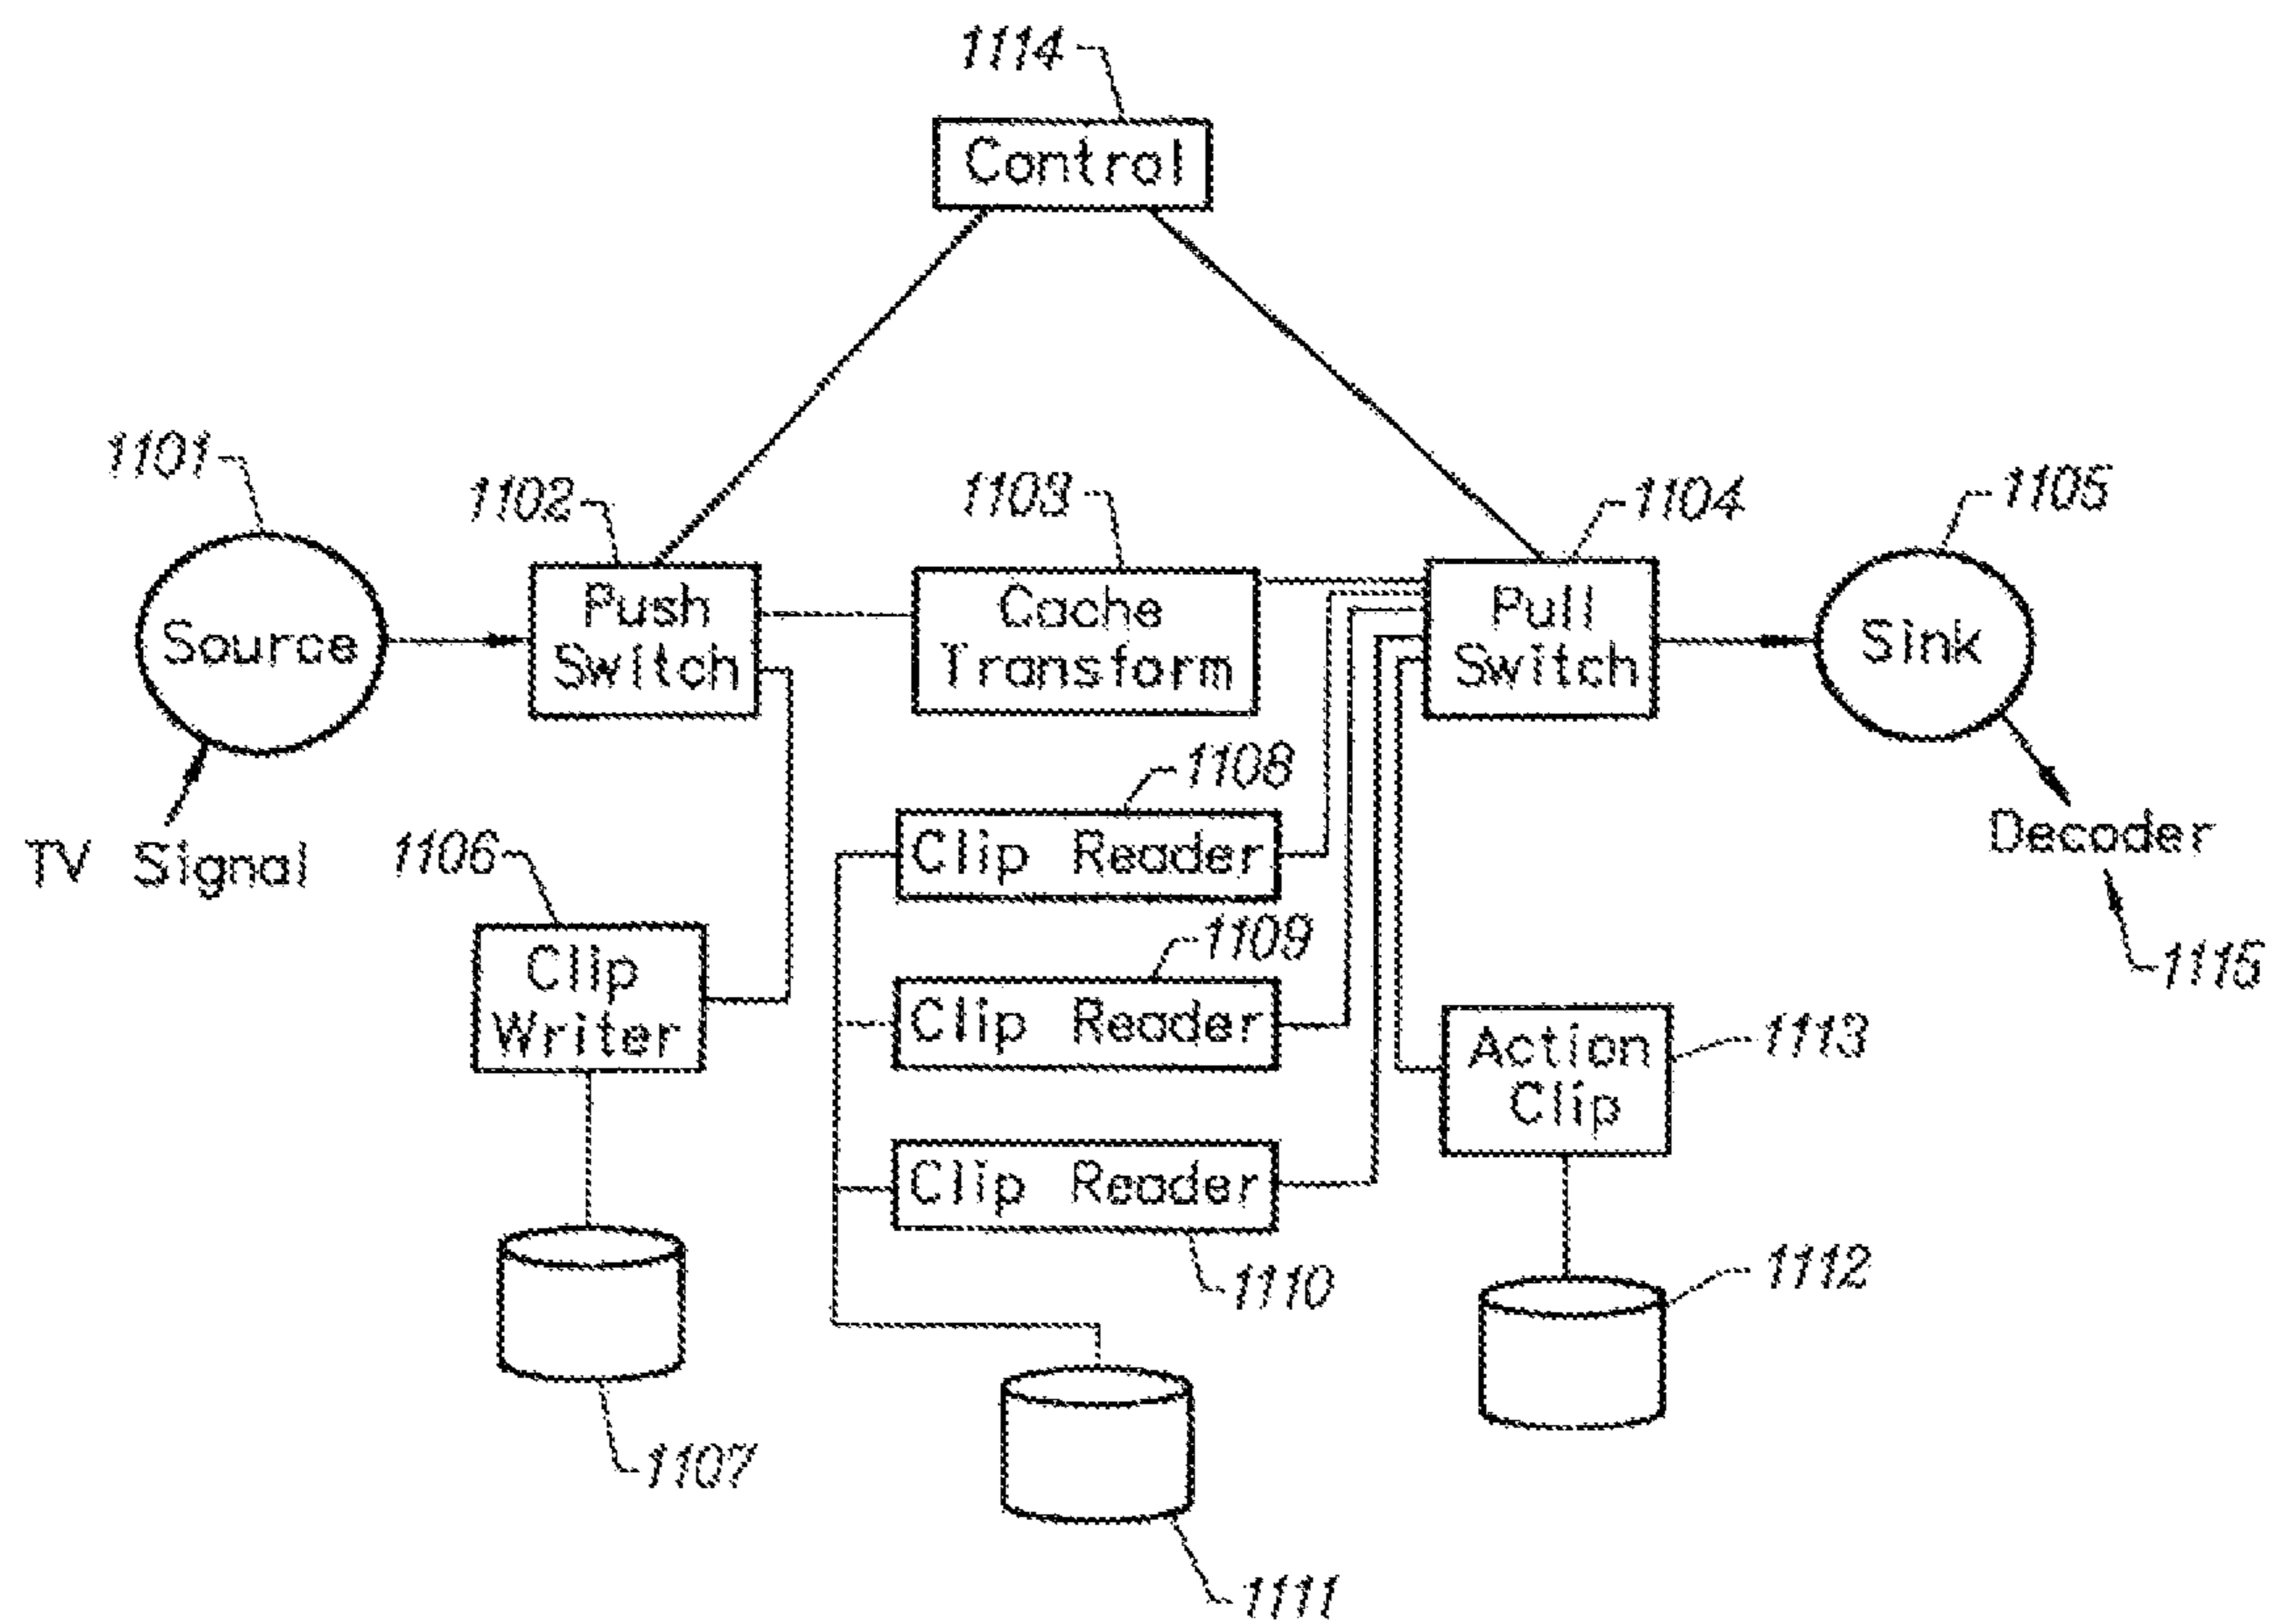 1114
Control
1101
1102
1103
1104
1105
Source
Push
Switch
Cache
Transform
Pull
Switch
Sink
TV Signal
1106
1108
Clip Reader
Decoder
1115
Clip
Writer
1109
Clip Reader
Action
Clip
1113
Clip Reader
1110
1112
1107
1111